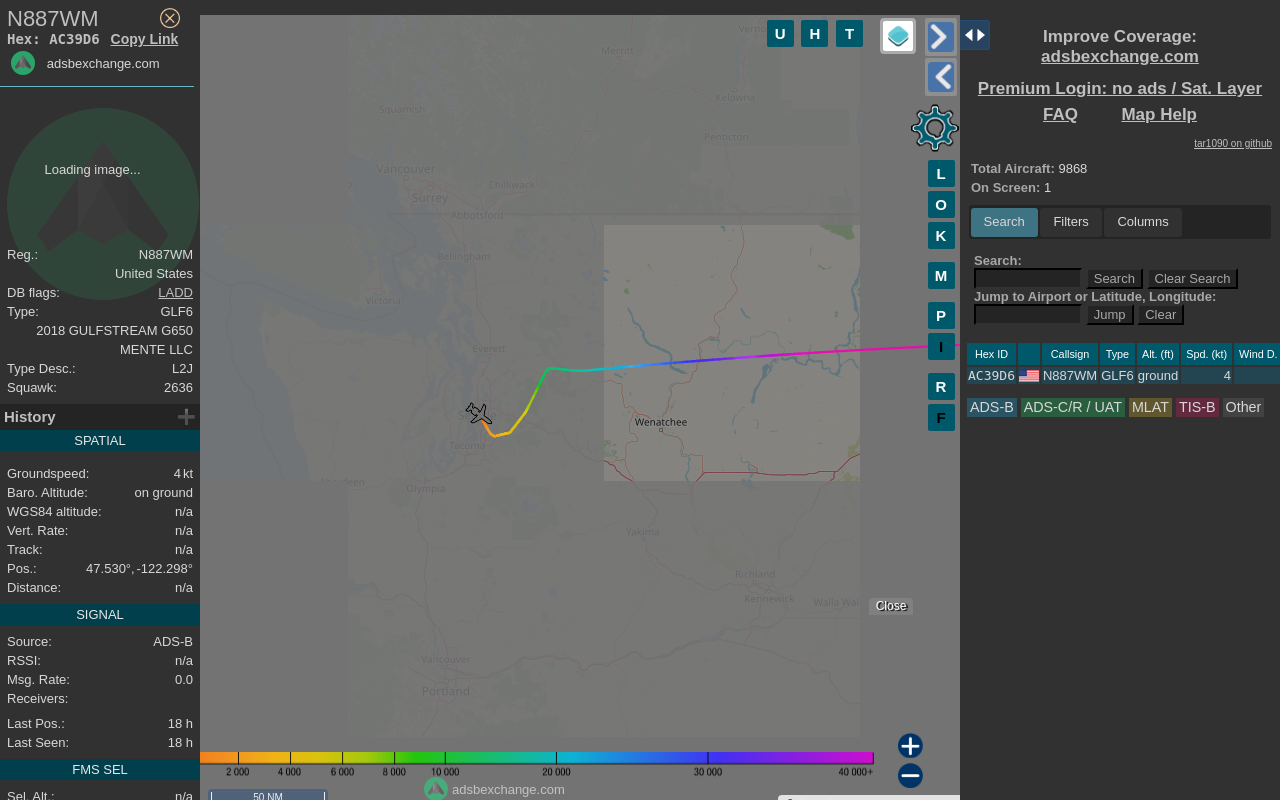 N887WM
Hex: AC39D6 Copy Link
adsbexchange.com
Loading image...
Reg.: N887WM
United States
DB flags: LADD
Type: GLF6
2018 GULFSTREAM G650
MENTE LLC
Type Desc.: L2J
Squawk: 2636
History
SPATIAL
Groundspeed: 4 kt
Baro. Altitude: on ground
WGS84 altitude: n/a
Vert. Rate: n/a
Track: n/a
Pos.: 47.530°, -122.298°
Distance: n/a
SIGNAL
Source: ADS-B
RSSI: n/a
Msg. Rate: 0.0
Receivers:
Last Pos.: 18 h
Last Seen: 18 h
FMS SEL
Sel. Alt.: n/a
U H T
Merritt
Squamish
Kelowna
Penticton
Vancouver
Chilliwack
Surrey
Abbotsford
Bellingham
Victoria
Everett
Wenatchee
Tacoma
Aberdeen
Olympia
Yakima
Richland
Kennewick
Walla Wal
Vancouver
Portland
L
O
K
M
P
I
R
F
Close
2 000 4 000 6 000 8 000 10 000 20 000 30 000 40 000+
adsbexchange.com
50 NM
Improve Coverage:
adsbexchange.com
Premium Login: no ads / Sat. Layer
FAQ Map Help
tar1090 on github
Total Aircraft: 9868
On Screen: 1
Search Filters Columns
Search:
Search Clear Search
Jump to Airport or Latitude, Longitude:
Jump Clear
Hex ID Callsign Type Alt. (ft) Spd. (kt) Wind D.
AC39D6 N887WM GLF6 ground 4
ADS-B ADS-C/R / UAT MLAT TIS-B Other